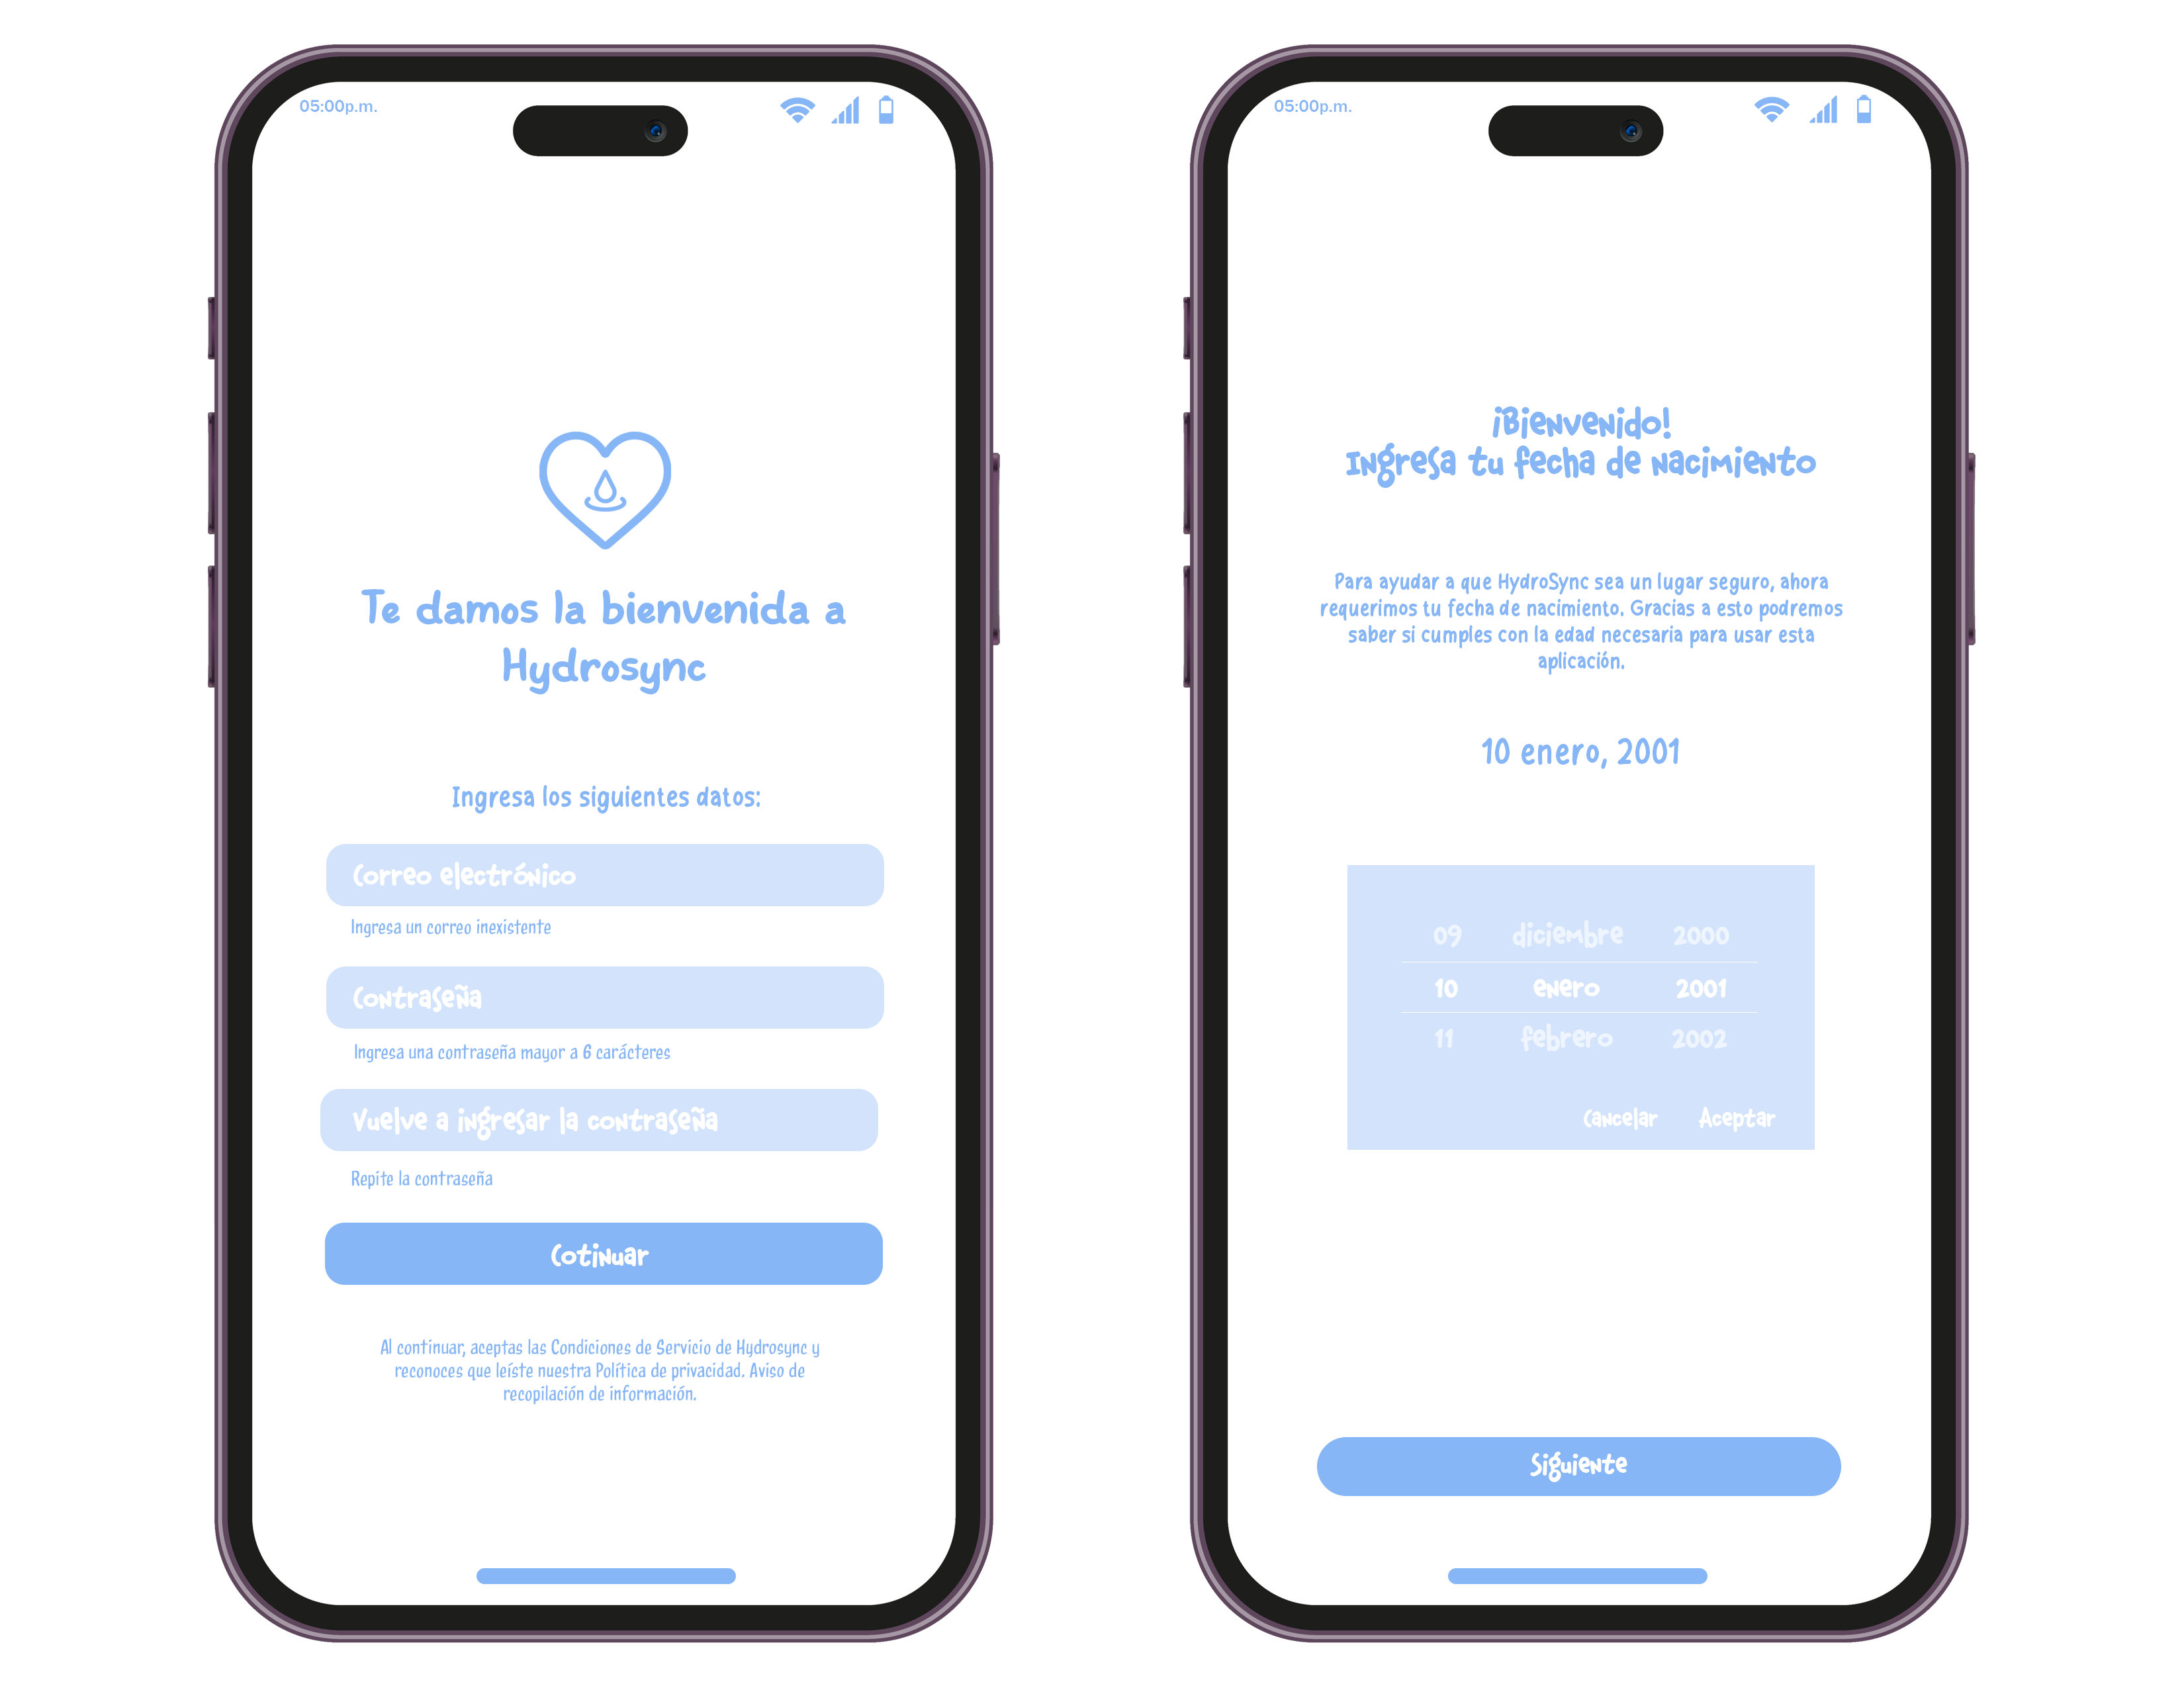 05:00p.m.
Te damos la bienvenida a
Hydrosync
Ingresa los siguientes datos:
Correo electrónico
Ingresa un correo inexistente
Contraseña
Ingresa una contraseña mayor a 6 carácteres
Vuelve a ingresar la contraseña
Repite la contraseña
Cotinuar
Al continuar, aceptas las Condiciones de Servicio de Hydrosync y
reconoces que leíste nuestra Política de privacidad. Aviso de
recopilación de información.
05:00p.m.
¡Bienvenido!
Ingresa tu fecha de nacimiento
Para ayudar a que HydroSync sea un lugar seguro, ahora
requerimos tu fecha de nacimiento. Gracias a esto podremos
saber si cumples con la edad necesaria para usar esta
aplicación.
10 enero, 2001
09 diciembre 2000
10 enero 2001
11 febrero 2002
Cancelar Aceptar
Siguiente